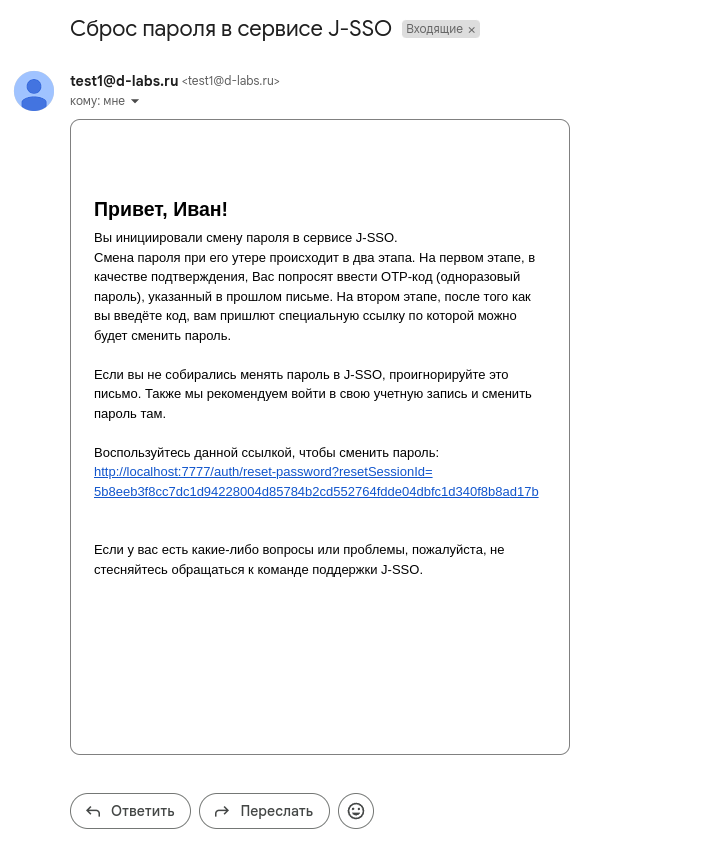 Сброс пароля в сервисе J-SSO Входящие ×
test1@d-labs.ru <test1@d-labs.ru>
кому: мне
Привет, Иван!
Вы инициировали смену пароля в сервисе J-SSO.
Смена пароля при его утере происходит в два этапа. На первом этапе, в
качестве подтверждения, Вас попросят ввести OTP-код (одноразовый
пароль), указанный в прошлом письме. На втором этапе, после того как
вы введёте код, вам пришлют специальную ссылку по которой можно
будет сменить пароль.
Если вы не собирались менять пароль в J-SSO, проигнорируйте это
письмо. Также мы рекомендуем войти в свою учетную запись и сменить
пароль там.
Воспользуйтесь данной ссылкой, чтобы сменить пароль:
http://localhost:7777/auth/reset-password?resetSessionId=
5b8eeb3f8cc7dc1d94228004d85784b2cd552764fdde04dbfc1d340f8b8ad17b
Если у вас есть какие-либо вопросы или проблемы, пожалуйста, не
стесняйтесь обращаться к команде поддержки J-SSO.
Ответить Переслать